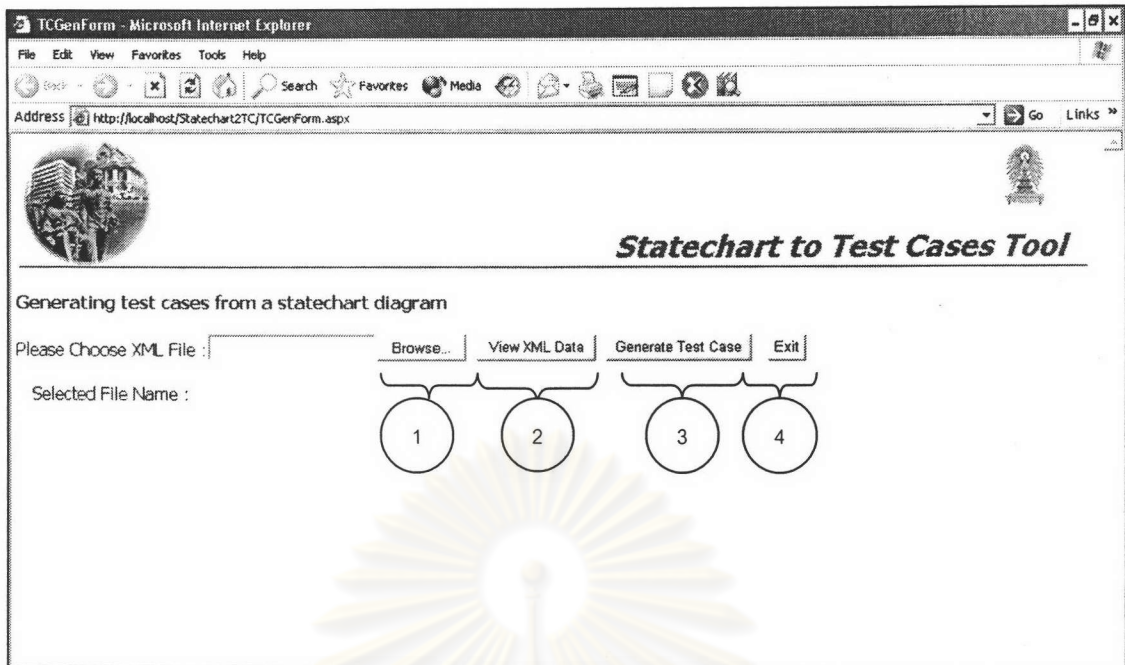 TCGenForm - Microsoft Internet Explorer
File Edit View Favorites Tools Help
Back Search Favorites Media
Address http://localhost/Statechart2TC/TCGenForm.aspx Go Links »
Statechart to Test Cases Tool
Generating test cases from a statechart diagram
Please Choose XML File : Browse... View XML Data Generate Test Case Exit
Selected File Name :
1 2 3 4